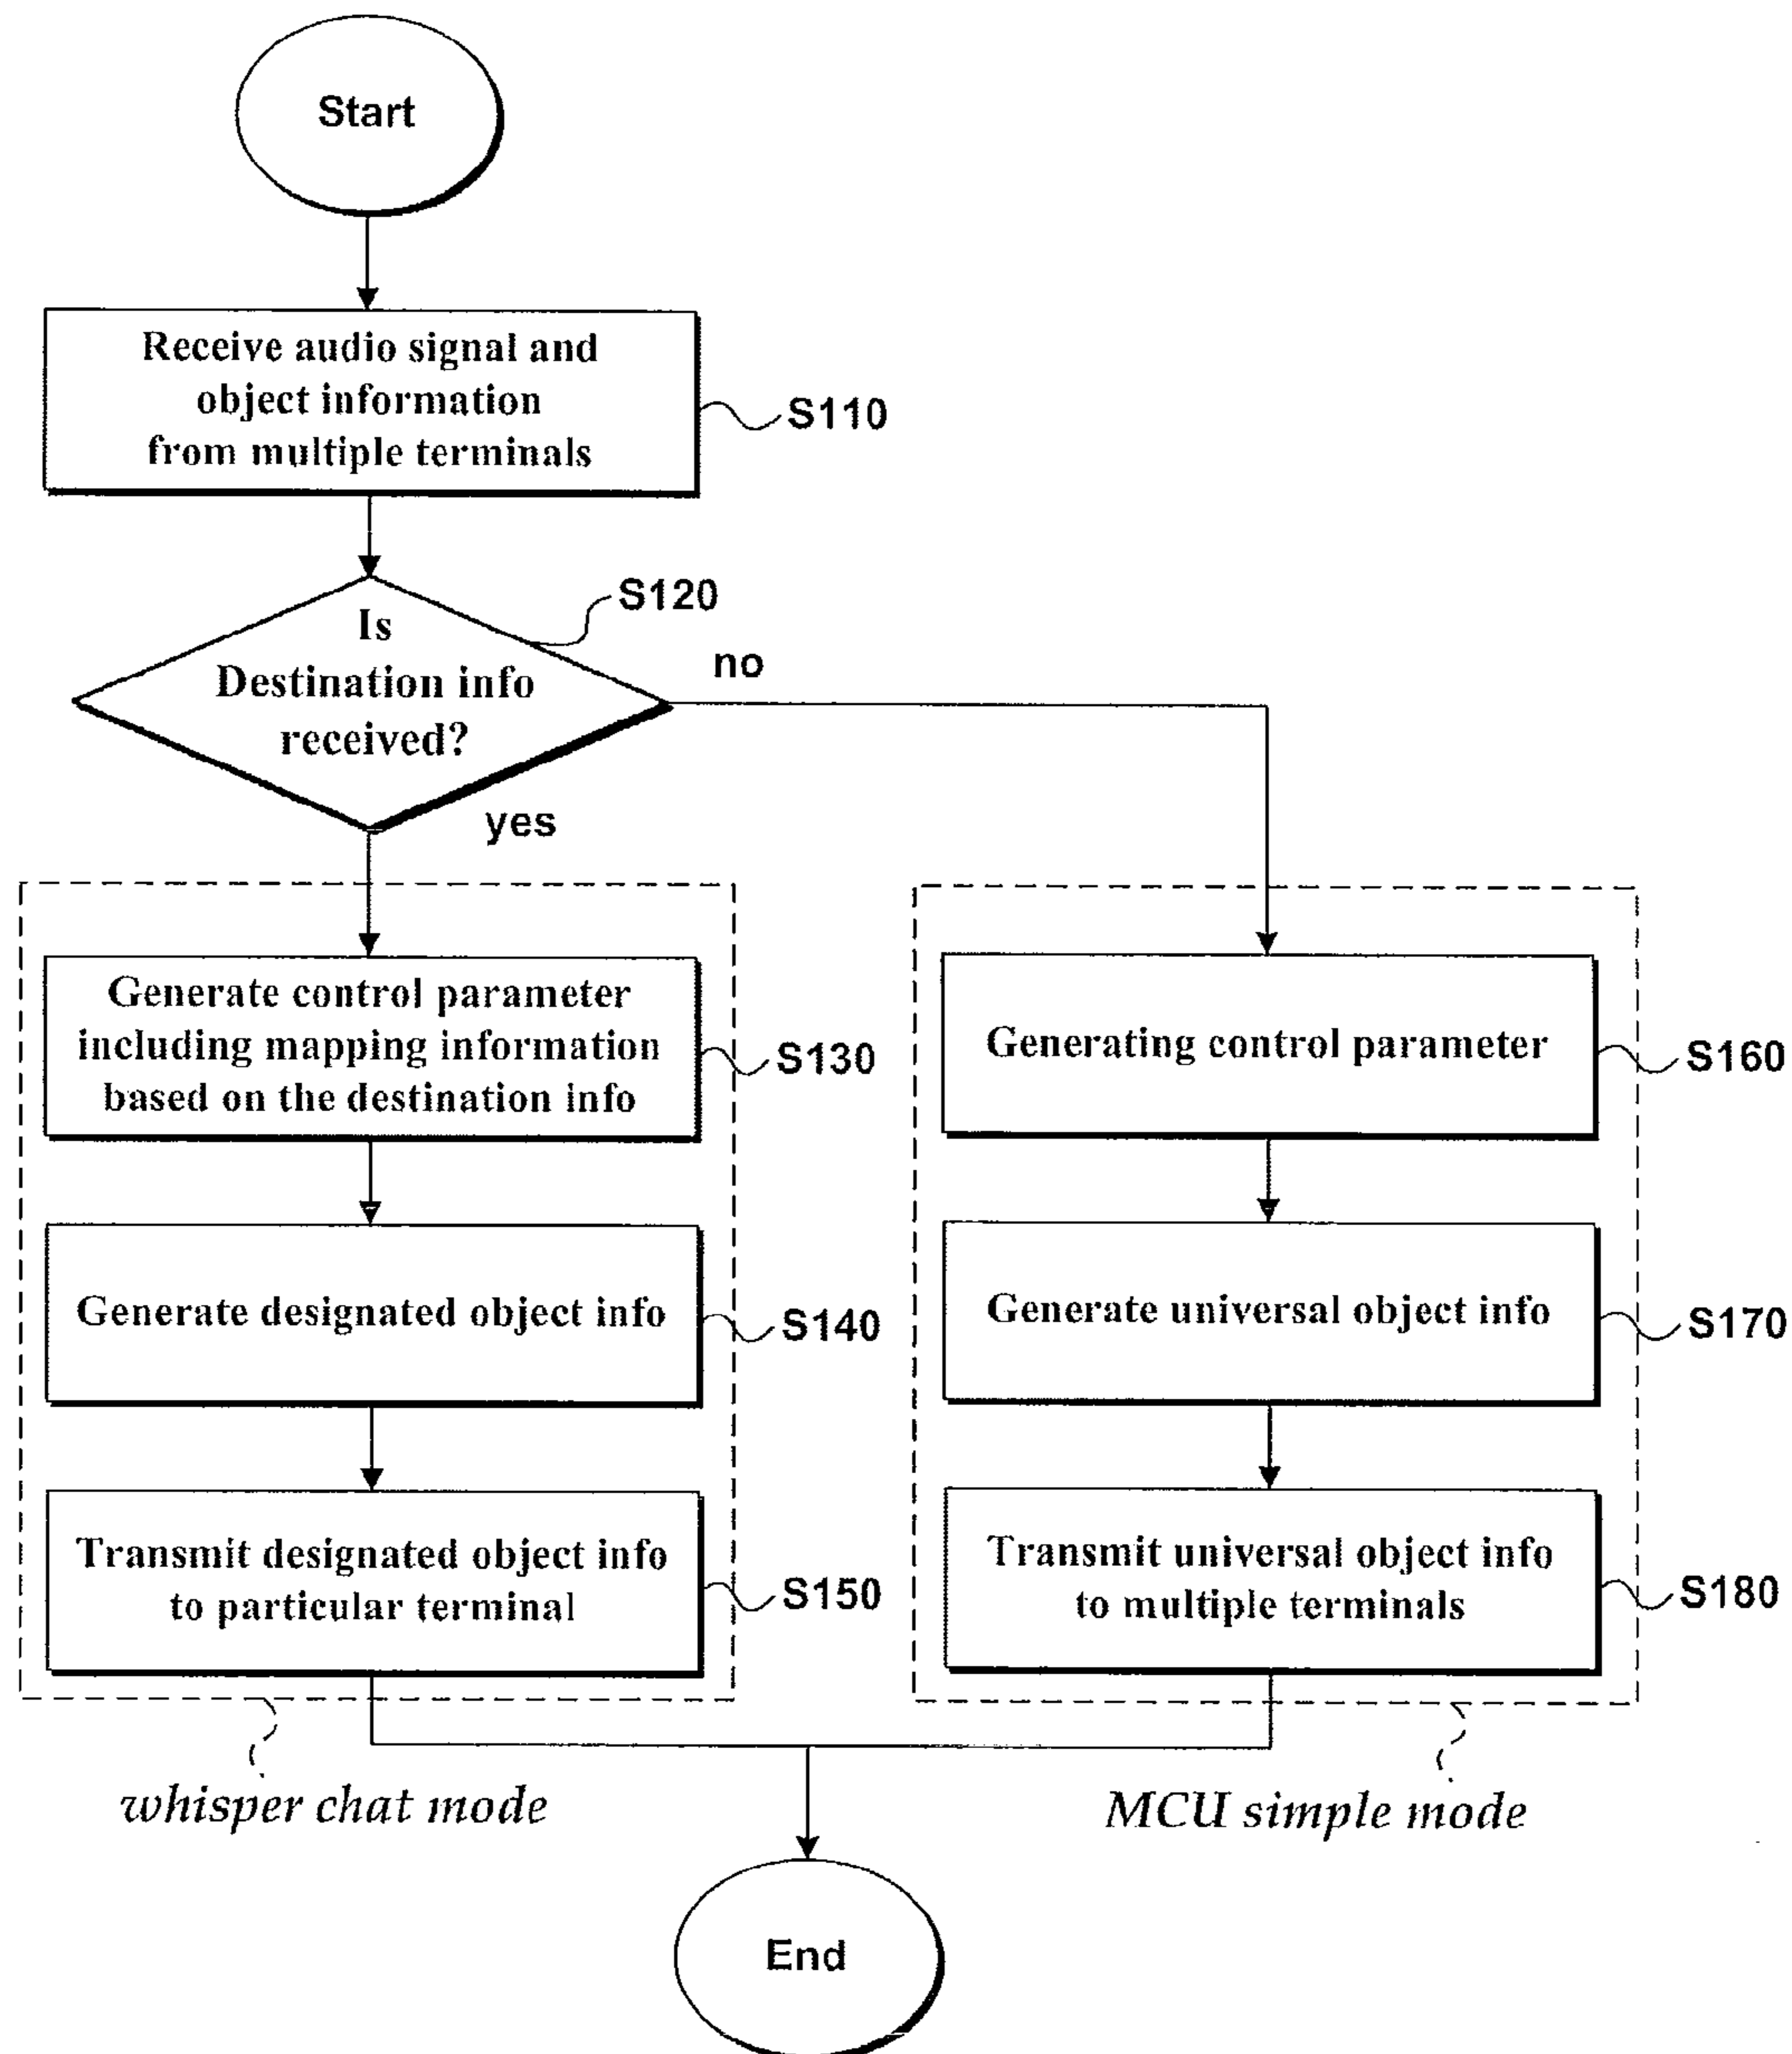 Start
Receive audio signal and
object information
from multiple terminals
S110
S120
Is
Destination info
received?
no
yes
Generate control parameter
including mapping information
based on the destination info
S130
Generating control parameter
S160
Generate designated object info
S140
Generate universal object info
S170
Transmit designated object info
to particular terminal
S150
Transmit universal object info
to multiple terminals
S180
whisper chat mode
MCU simple mode
End